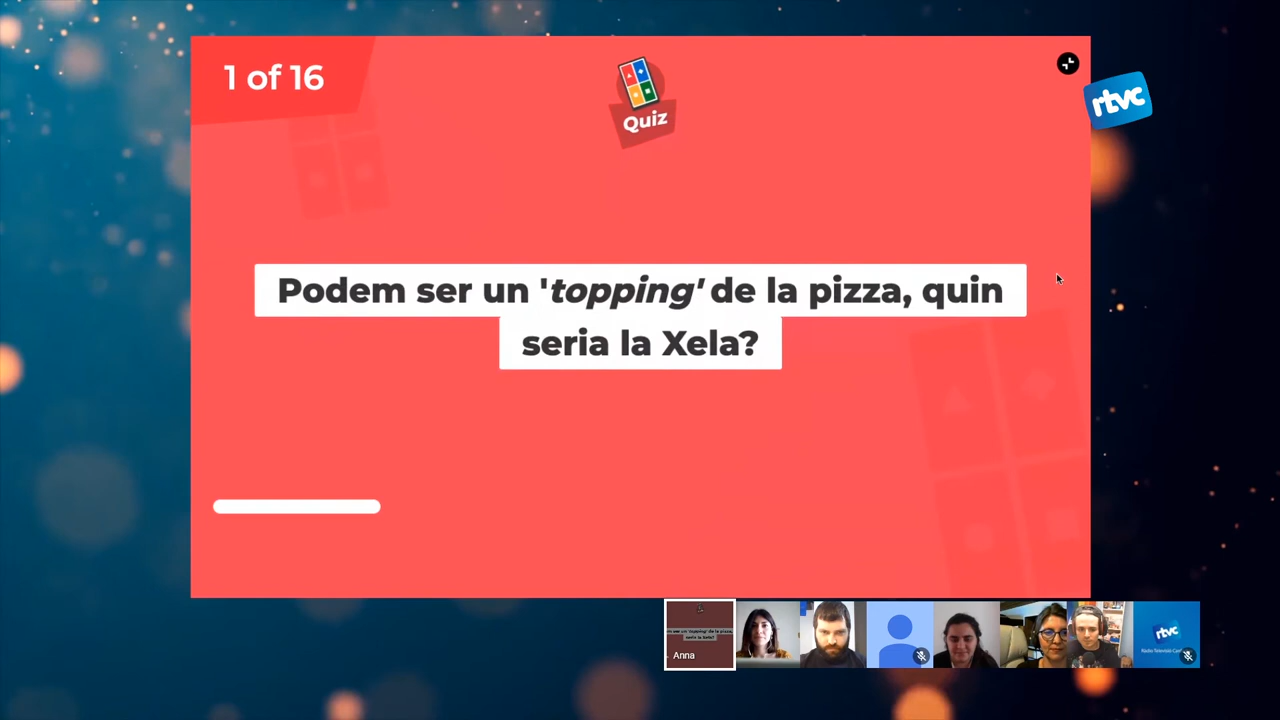 1 of 16
Quiz
rtvc
Podem ser un 'topping' de la pizza, quin
seria la Xela?
Anna
rtvc